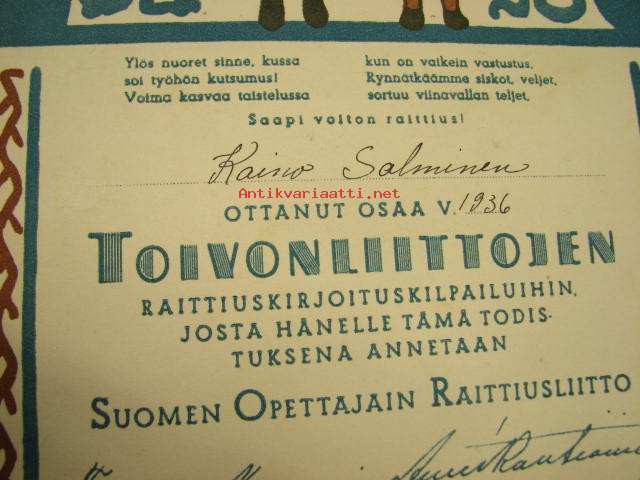 Ylös nuoret sinne, kussa
soi työhön kutsumus!
Voima kasvaa taistelussa
kun on vaikein vastustus,
Rynnätkäämme siskot, veljet,
sortuu viinavallan teljet,
Saapi voiton raittius!
Kaino Salminen
Antikvariaatti.net
OTTANUT OSAA V. 1936
TOIVONLIITTOJEN
RAITTIUSKIRJOITUSKILPAILUIHIN,
JOSTA HÄNELLE TÄMÄ TODIS-
TUKSENA ANNETAAN
SUOMEN OPETTAJAIN RAITTIUSLIITTO